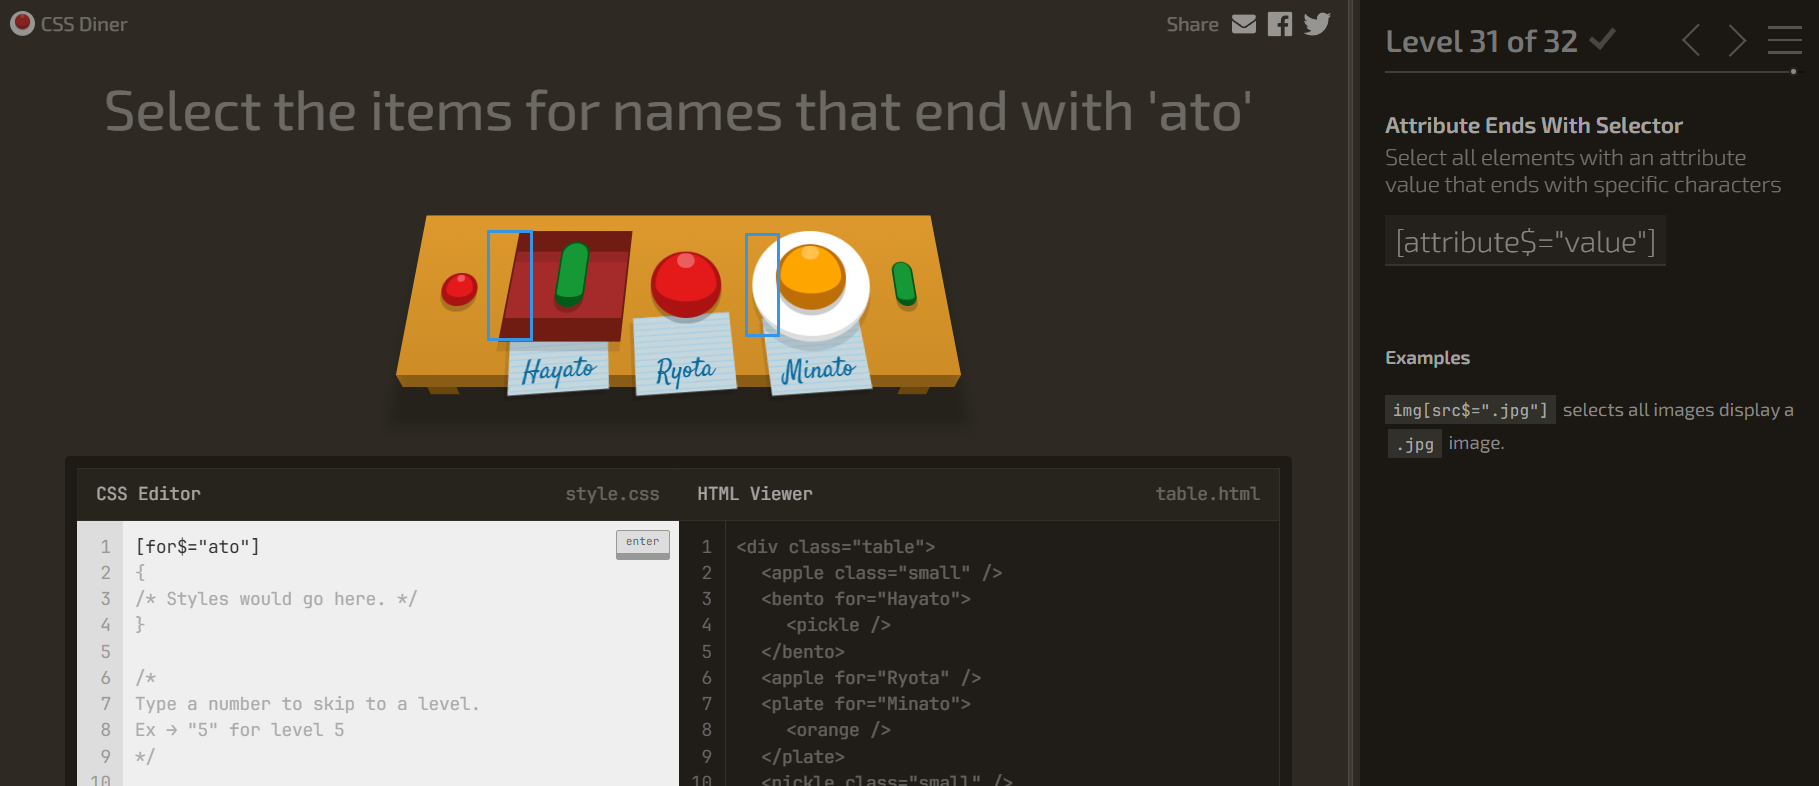 CSS Diner
Share
Select the items for names that end with 'ato'
Hayato
Ryota
Minato
CSS Editor
style.css
1 [for$="ato"]
enter
2 {
3 /* Styles would go here. */
4 }
5
6 /*
7 Type a number to skip to a level.
8 Ex → "5" for level 5
9 */
10
HTML Viewer
table.html
1 <div class="table">
2 <apple class="small" />
3 <bento for="Hayato">
4 <pickle />
5 </bento>
6 <apple for="Ryota" />
7 <plate for="Minato">
8 <orange />
9 </plate>
10 <pickle class="small" />
Level 31 of 32
Attribute Ends With Selector
Select all elements with an attribute
value that ends with specific characters
[attribute$="value"]
Examples
img[src$=".jpg"] selects all images display a
.jpg image.